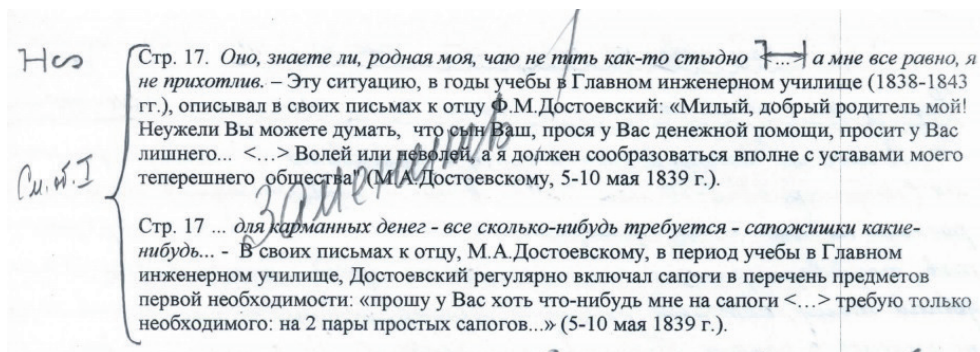 Стр. 17. Оно, знаете ли, родная моя, чаю не пить как-то стыдно <...> а мне все равно, я
не прихотлив. – Эту ситуацию, в годы учебы в Главном инженерном училище (1838-1843
гг.), описывал в своих письмах к отцу Ф.М.Достоевский: «Милый, добрый родитель мой!
Неужели Вы можете думать, что сын Ваш, прося у Вас денежной помощи, просит у Вас
лишнего... <...> Волей или неволей, а я должен сообразоваться вполне с уставами моего
теперешнего общества" (М.А.Достоевскому, 5-10 мая 1839 г.).
См. I
Заменить!
Стр. 17 ... для карманных денег - все сколько-нибудь требуется - сапожишки какие-
нибудь... - В своих письмах к отцу, М.А.Достоевскому, в период учебы в Главном
инженерном училище, Достоевский регулярно включал сапоги в перечень предметов
первой необходимости: «прошу у Вас хоть что-нибудь мне на сапоги <...> требую только
необходимого: на 2 пары простых сапогов...» (5-10 мая 1839 г.).